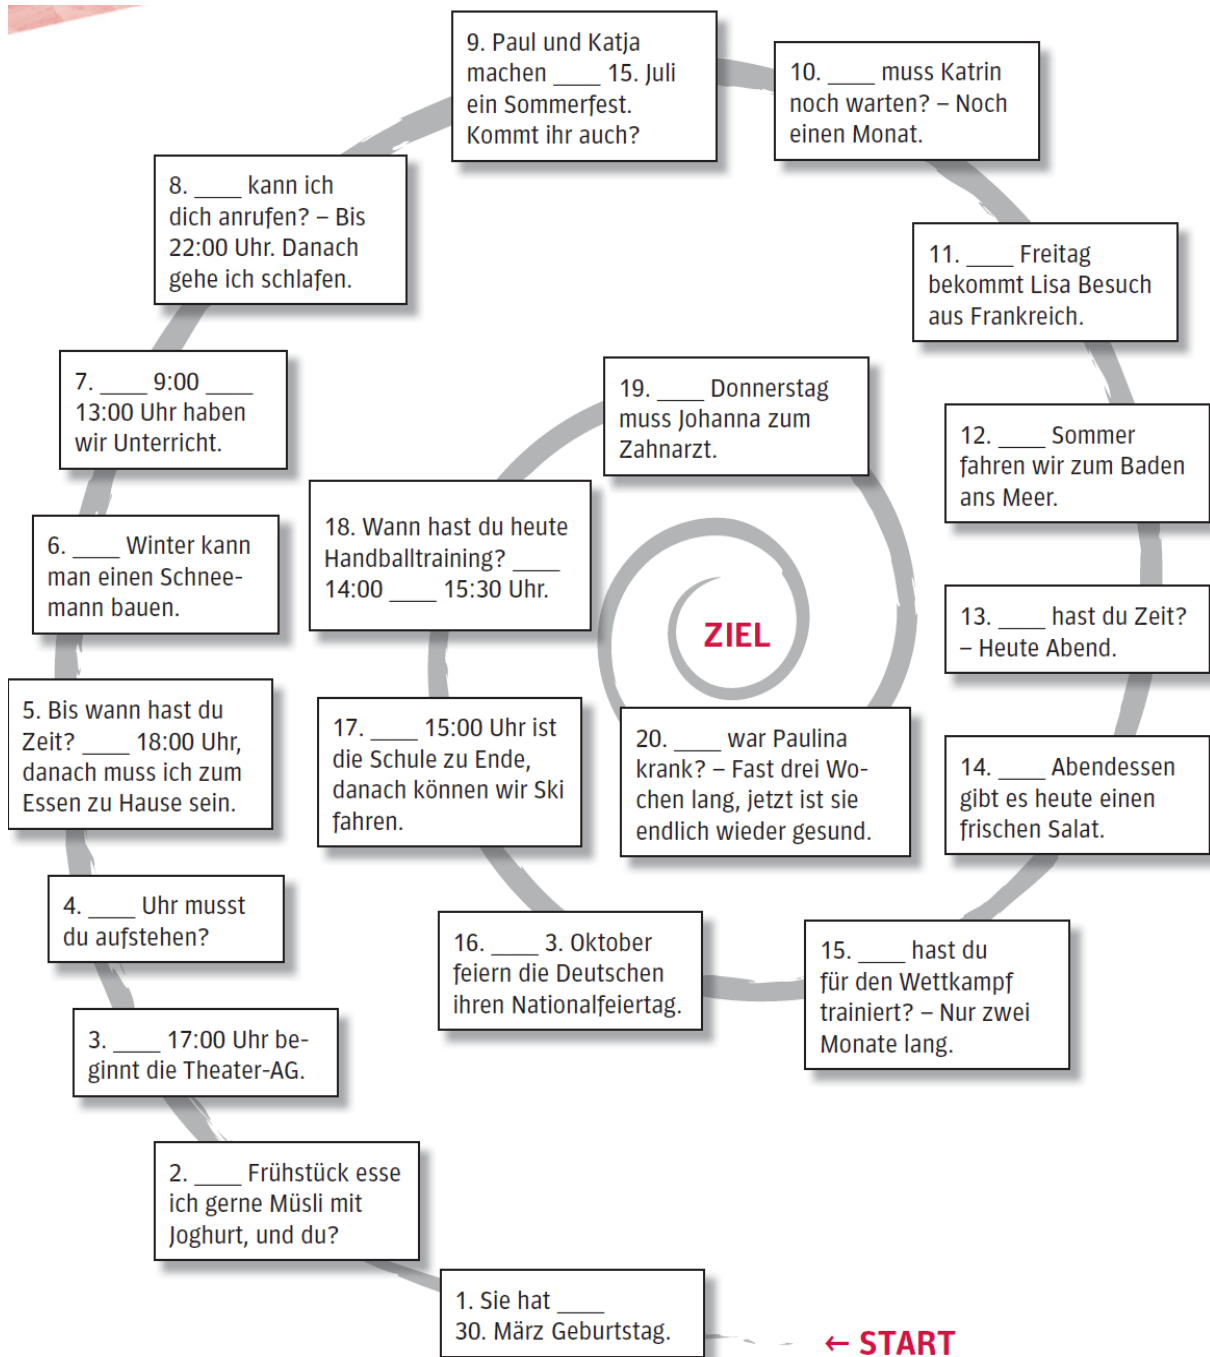 ← START
1. Sie hat ____
30. März Geburtstag.
2. ____ Frühstück esse
ich gerne Müsli mit
Joghurt, und du?
3. ____ 17:00 Uhr be-
ginnt die Theater-AG.
4. ____ Uhr musst
du aufstehen?
5. Bis wann hast du
Zeit? ____ 18:00 Uhr,
danach muss ich zum
Essen zu Hause sein.
6. ____ Winter kann
man einen Schnee-
mann bauen.
7. ____ 9:00 ____
13:00 Uhr haben
wir Unterricht.
8. ____ kann ich
dich anrufen? – Bis
22:00 Uhr. Danach
gehe ich schlafen.
9. Paul und Katja
machen ____ 15. Juli
ein Sommerfest.
Kommt ihr auch?
10. ____ muss Katrin
noch warten? – Noch
einen Monat.
11. ____ Freitag
bekommt Lisa Besuch
aus Frankreich.
12. ____ Sommer
fahren wir zum Baden
ans Meer.
13. ____ hast du Zeit?
– Heute Abend.
14. ____ Abendessen
gibt es heute einen
frischen Salat.
15. ____ hast du
für den Wettkampf
trainiert? – Nur zwei
Monate lang.
16. ____ 3. Oktober
feiern die Deutschen
ihren Nationalfeiertag.
17. ____ 15:00 Uhr ist
die Schule zu Ende,
danach können wir Ski
fahren.
18. Wann hast du heute
Handballtraining? ____
14:00 ____ 15:30 Uhr.
19. ____ Donnerstag
muss Johanna zum
Zahnarzt.
20. ____ war Paulina
krank? – Fast drei Wo-
chen lang, jetzt ist sie
endlich wieder gesund.
ZIEL